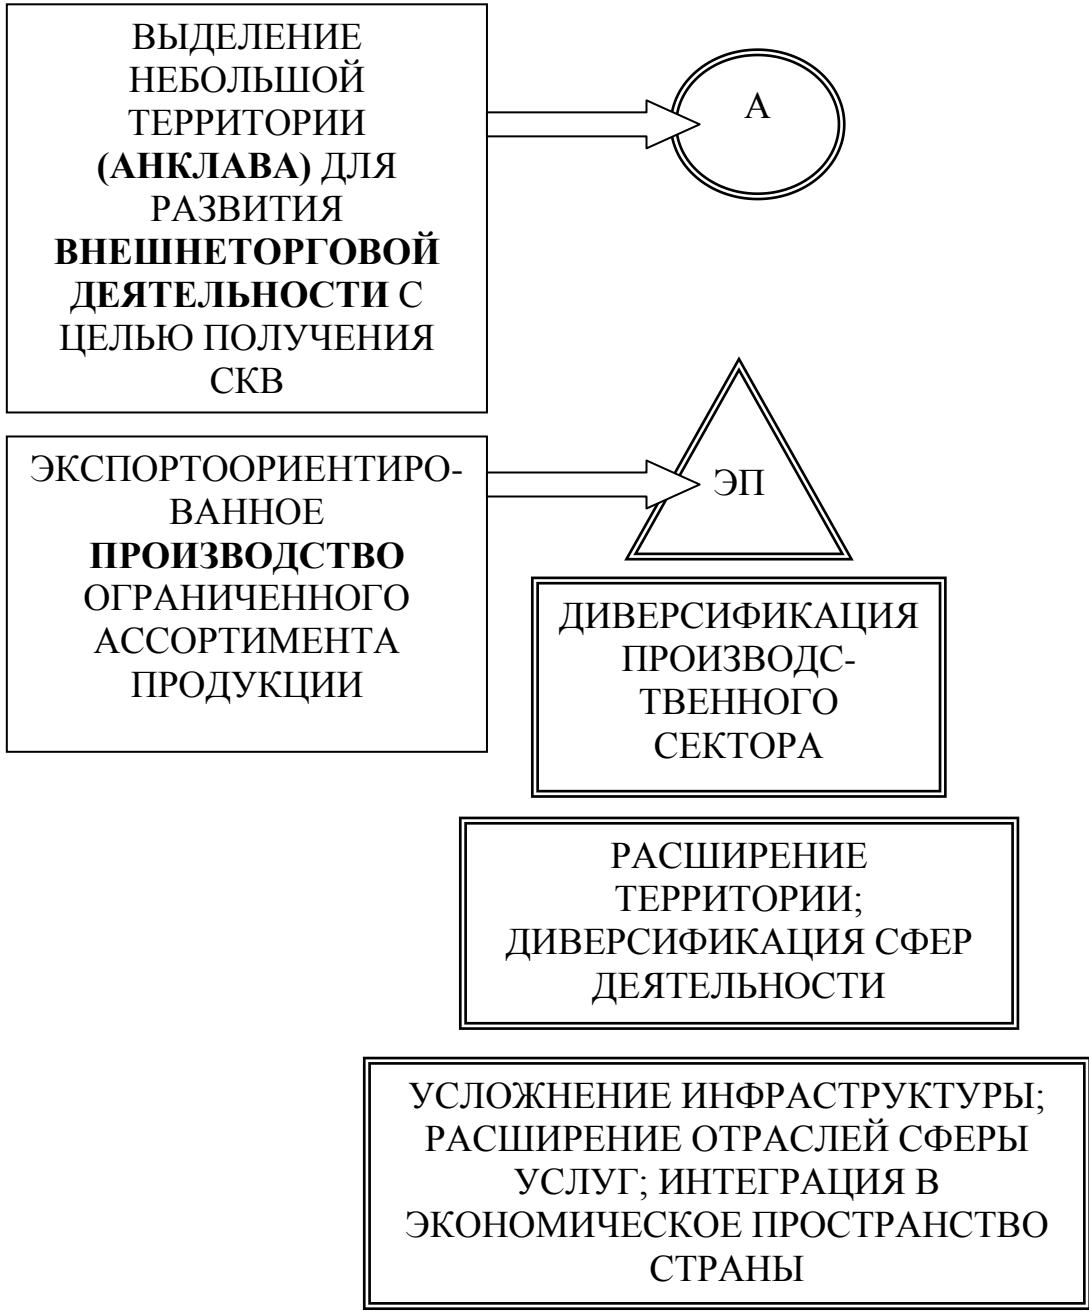 ВЫДЕЛЕНИЕ
НЕБОЛЬШОЙ
ТЕРРИТОРИИ
(АНКЛАВА) ДЛЯ
РАЗВИТИЯ
ВНЕШНЕТОРГОВОЙ
ДЕЯТЕЛЬНОСТИ С
ЦЕЛЬЮ ПОЛУЧЕНИЯ
СКВ
А
ЭКСПОРТООРИЕНТИРО-
ВАННОЕ
ПРОИЗВОДСТВО
ОГРАНИЧЕННОГО
АССОРТИМЕНТА
ПРОДУКЦИИ
ЭП
ДИВЕРСИФИКАЦИЯ
ПРОИЗВОДС-
ТВЕННОГО
СЕКТОРА
РАСШИРЕНИЕ
ТЕРРИТОРИИ;
ДИВЕРСИФИКАЦИЯ СФЕР
ДЕЯТЕЛЬНОСТИ
УСЛОЖНЕНИЕ ИНФРАСТРУКТУРЫ;
РАСШИРЕНИЕ ОТРАСЛЕЙ СФЕРЫ
УСЛУГ; ИНТЕГРАЦИЯ В
ЭКОНОМИЧЕСКОЕ ПРОСТРАНСТВО
СТРАНЫ